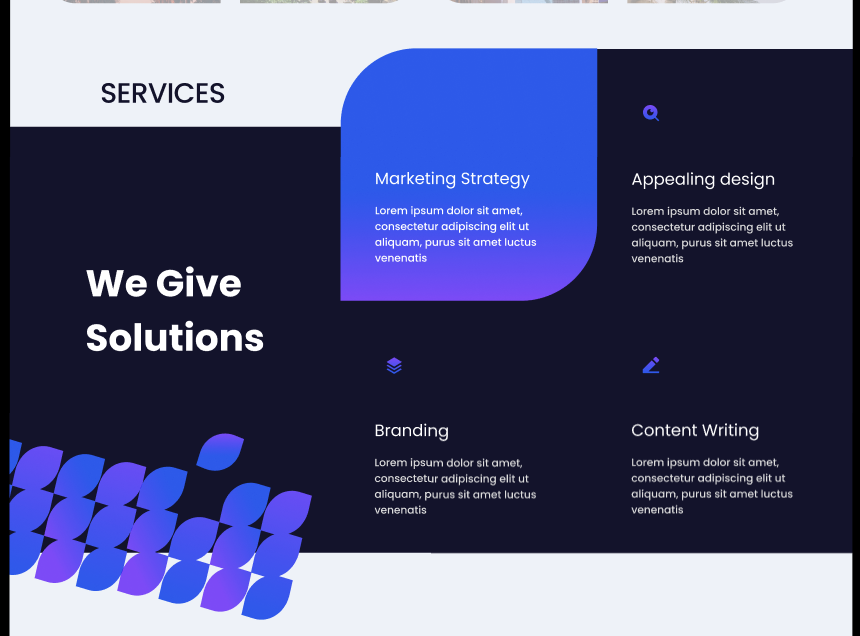 SERVICES
We Give
Solutions
Marketing Strategy
Lorem ipsum dolor sit amet,
consectetur adipiscing elit ut
aliquam, purus sit amet luctus
venenatis
Appealing design
Lorem ipsum dolor sit amet,
consectetur adipiscing elit ut
aliquam, purus sit amet luctus
venenatis
Branding
Lorem ipsum dolor sit amet,
consectetur adipiscing elit ut
aliquam, purus sit amet luctus
venenatis
Content Writing
Lorem ipsum dolor sit amet,
consectetur adipiscing elit ut
aliquam, purus sit amet luctus
venenatis